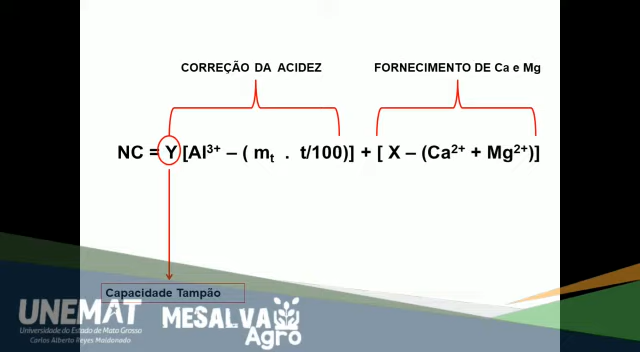 CORREÇÃO DA ACIDEZ
FORNECIMENTO DE Ca e Mg
NC = Y [Al³⁺ – ( mₜ . t/100)] + [ X – (Ca²⁺ + Mg²⁺)]
Capacidade Tampão
UNEMAT
Universidade do Estado de Mato Grosso
Carlos Alberto Reyes Maldonado
MESALVA
Agro